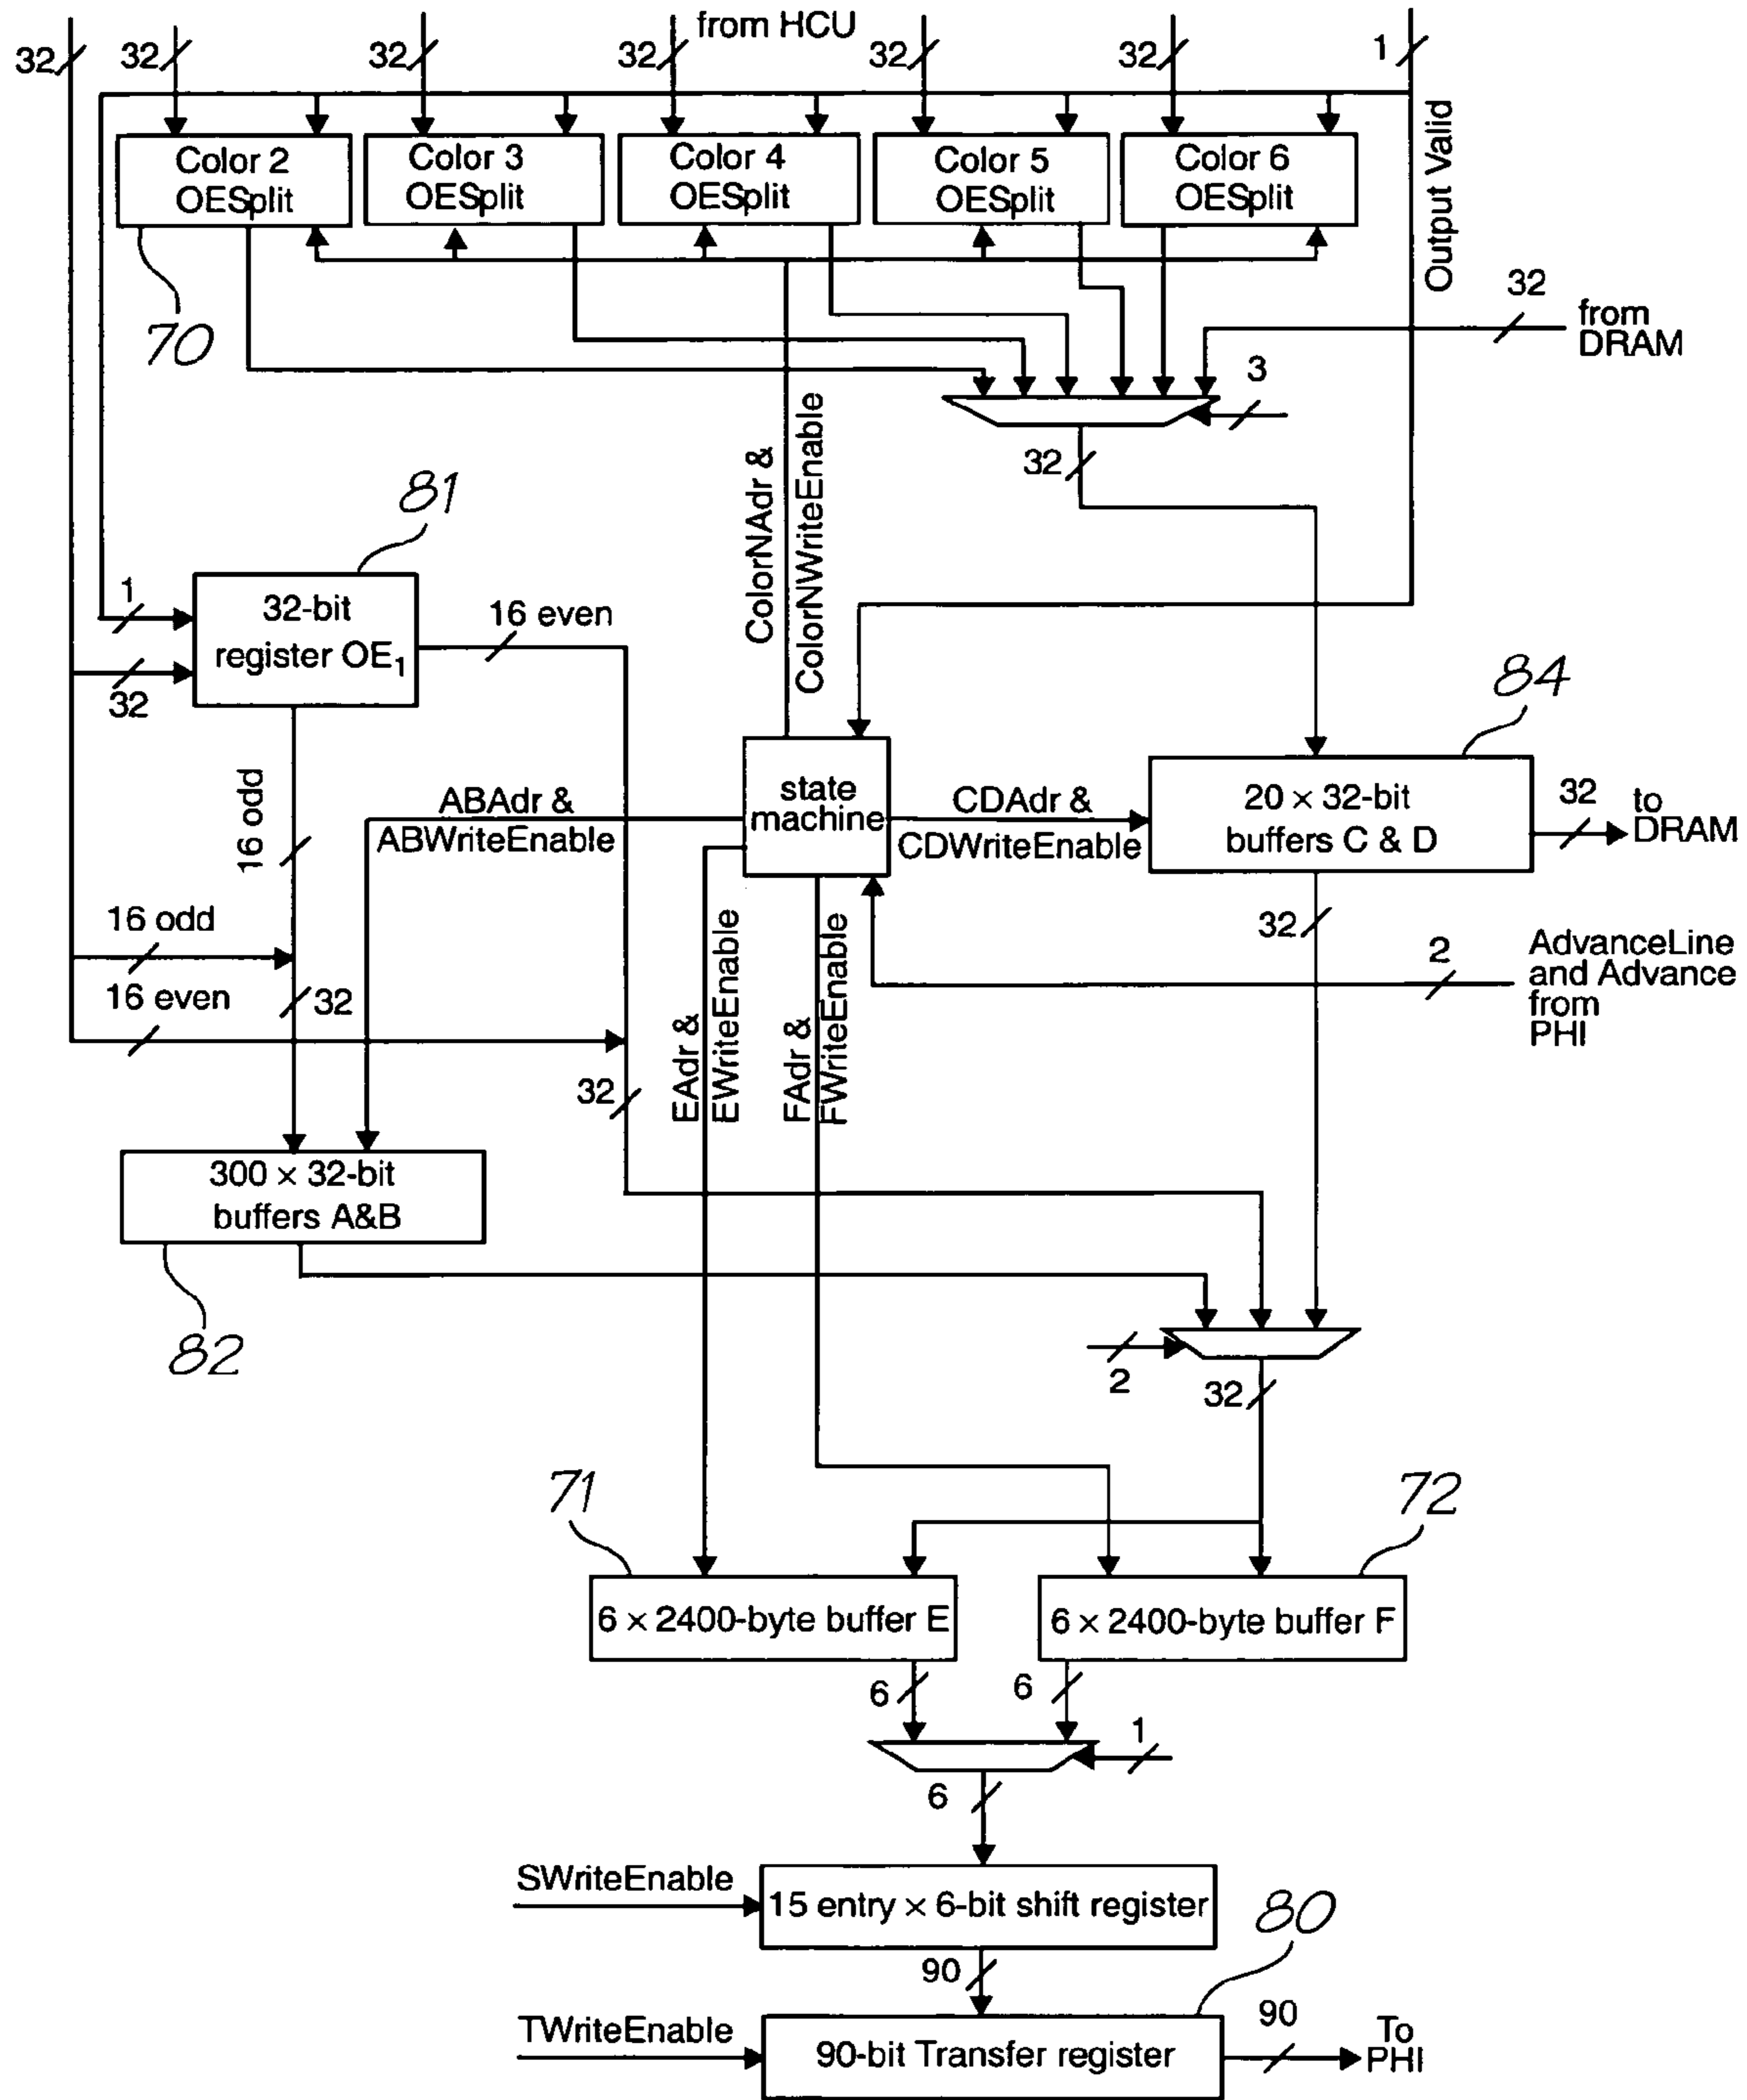 from HCU
32
32
32
32
32
32
1
Color 2
OESplit
Color 3
OESplit
Color 4
OESplit
Color 5
OESplit
Color 6
OESplit
Output Valid
70
32
from
DRAM
3
32
ColorNAdr &
ColorNWriteEnable
81
1
32-bit
register OE1
32
16 even
16 odd
84
ABAdr &
ABWriteEnable
state
machine
CDAdr &
CDWriteEnable
20 × 32-bit
buffers C & D
32
to
DRAM
16 odd
16 even
32
32
EAdr &
EWriteEnable
FAdr &
FWriteEnable
32
2
AdvanceLine
and Advance
from
PHI
300 × 32-bit
buffers A&B
82
2
32
71
72
6 × 2400-byte buffer E
6 × 2400-byte buffer F
6
6
1
6
SWriteEnable
15 entry × 6-bit shift register
80
90
TWriteEnable
90-bit Transfer register
90
To
PHI